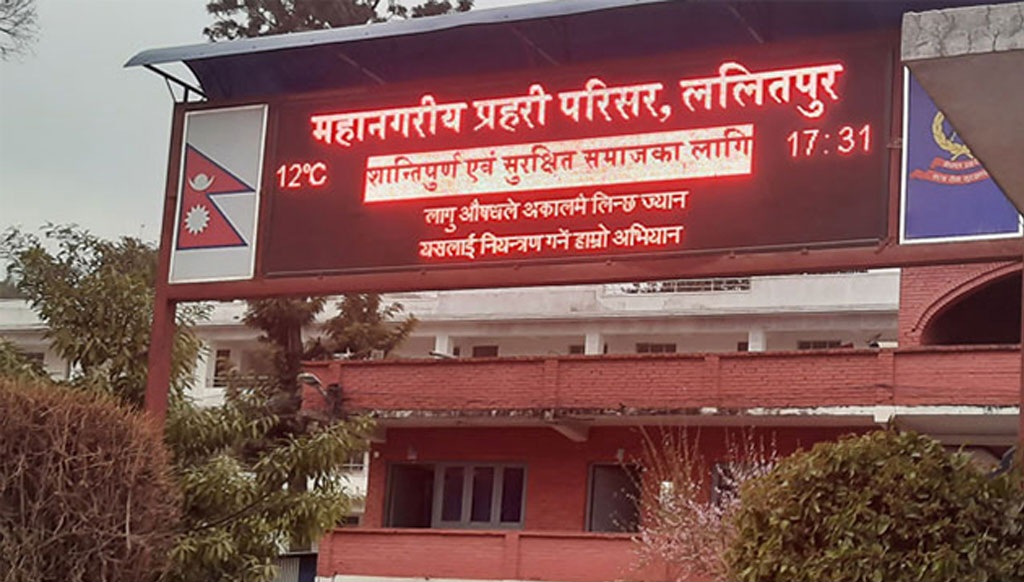 महानगरीय प्रहरी परिसर, ललितपुर
12°C
शान्तिपुर्ण एवं सुरक्षित समाजका लागि
17:31
लागु औषधले अकालमै लिन्छ ज्यान
यसलाई नियन्त्रण गर्ने हाम्रो अभियान